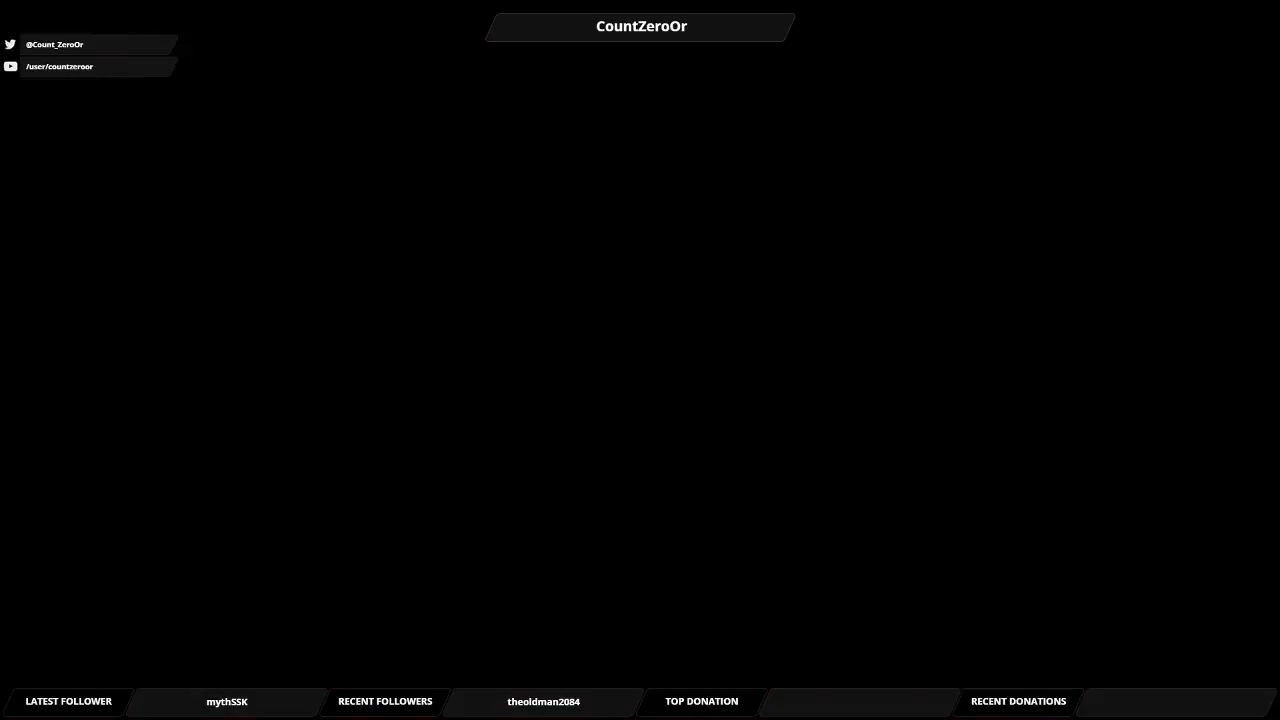 CountZeroOr
@Count_ZeroOr
/user/countzeroor
LATEST FOLLOWER
mythSSK
RECENT FOLLOWERS
theoldman2084
TOP DONATION
RECENT DONATIONS